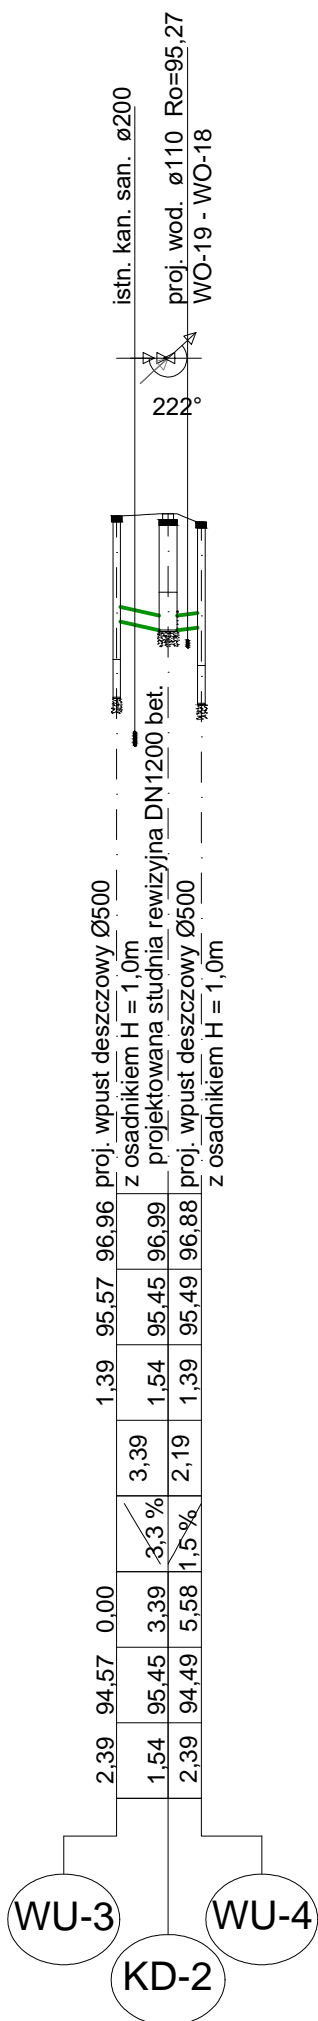 istn. kan. san. ø200
proj. wod. ø110 Ro=95,27
WO-19 - WO-18
222°
proj. wpust deszczowy Ø500
z osadnikiem H = 1,0m
projektowana studnia rewizyjna DN1200 bet.
proj. wpust deszczowy Ø500
z osadnikiem H = 1,0m
96,96
96,99
96,88
95,57
95,45
95,49
1,39
1,54
1,39
3,39
2,19
3,3 %
1,5 %
0,00
3,39
5,58
94,57
95,45
94,49
2,39
1,54
2,39
WU-3
KD-2
WU-4